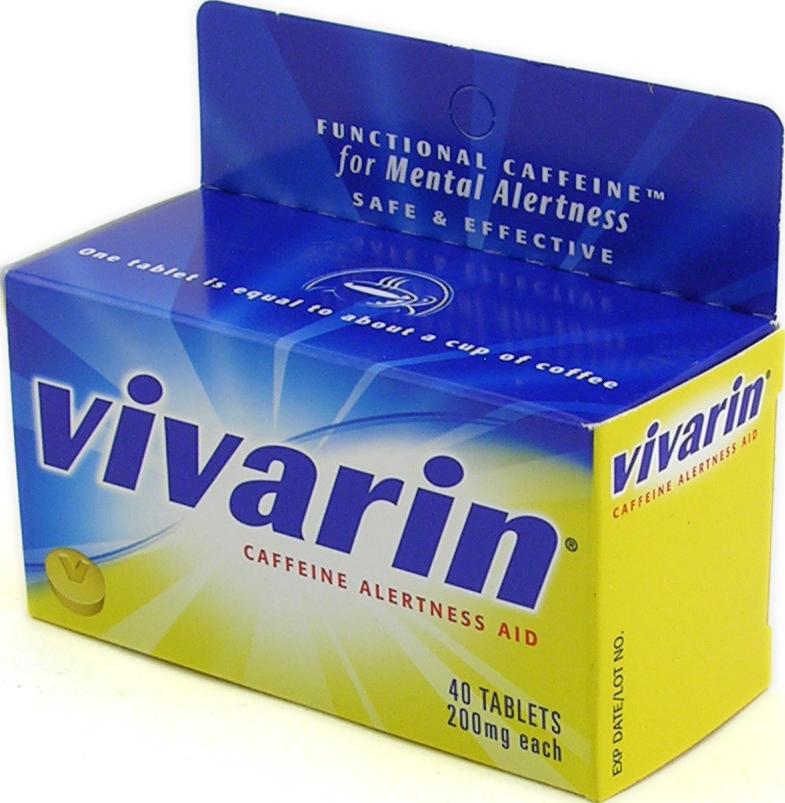 FUNCTIONAL CAFFEINE™
for Mental Alertness
SAFE & EFFECTIVE
One tablet is equal to about a cup of coffee
vivarin®
CAFFEINE ALERTNESS AID
V
40 TABLETS
200mg each
vivarin®
CAFFEINE ALERTNESS AID
EXP DATE/LOT NO.